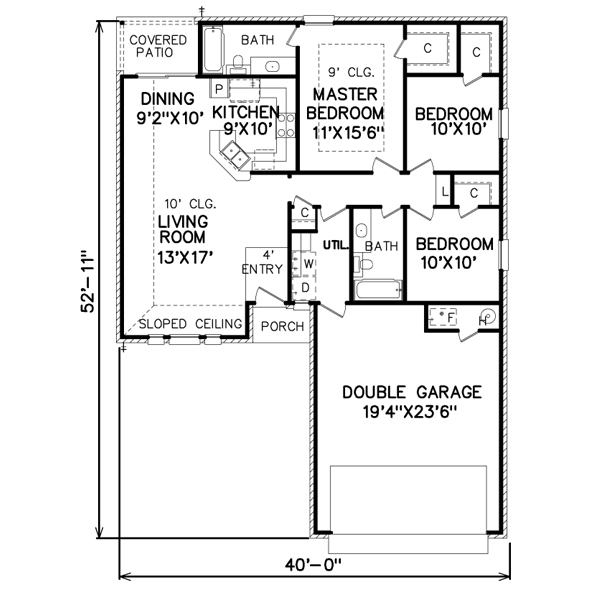 COVERED
PATIO
BATH
C
C
DINING
9'2"X10'
P
KITCHEN
9'X10'
9' CLG.
MASTER
BEDROOM
11'X15'6"
BEDROOM
10'X10'
L
C
10' CLG.
LIVING
ROOM
13'X17'
C
UTIL.
BATH
BEDROOM
10'X10'
4'
ENTRY
W
D
SLOPED CEILING
PORCH
F
H
52'-11"
DOUBLE GARAGE
19'4"X23'6"
40'-0"